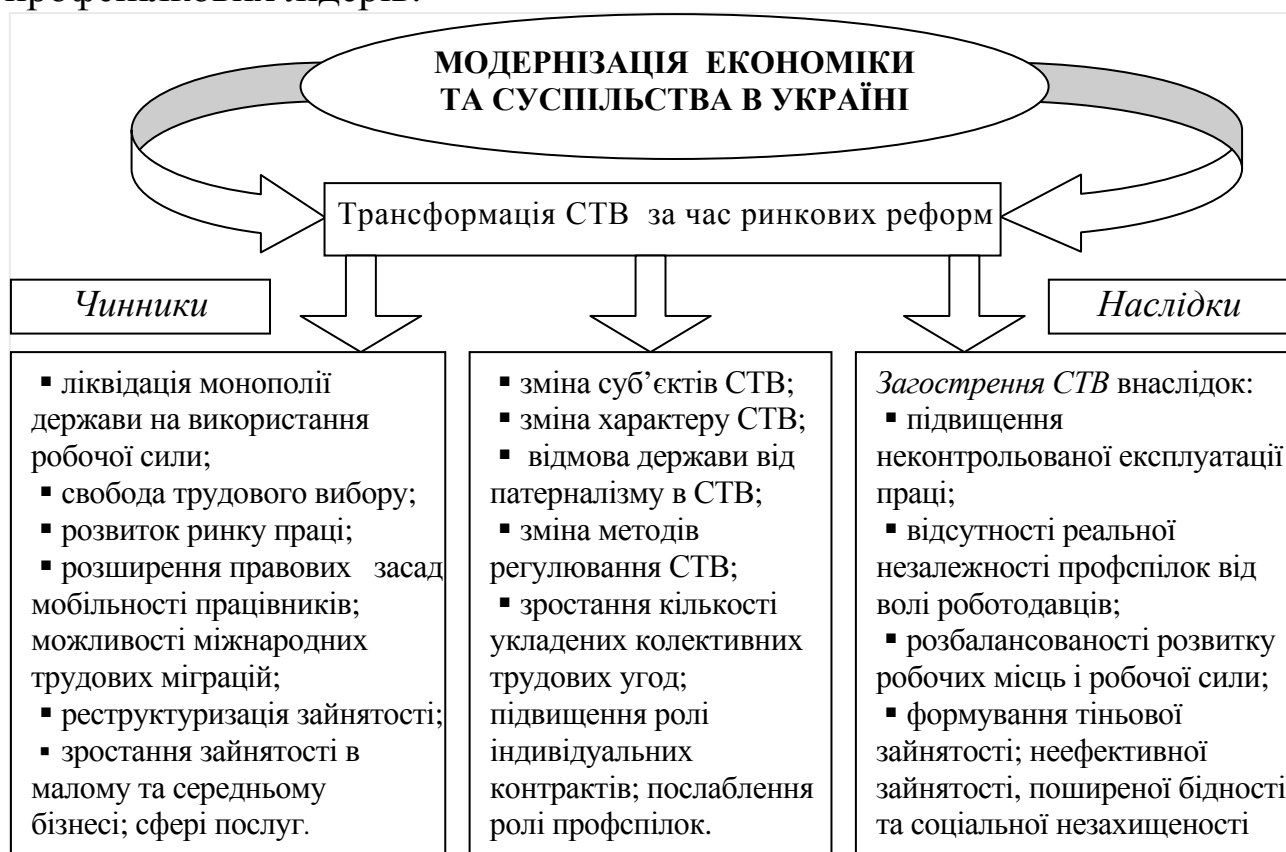 профспілкових лідерів.
МОДЕРНІЗАЦІЯ ЕКОНОМІКИ
ТА СУСПІЛЬСТВА В УКРАЇНІ
Трансформація СТВ за час ринкових реформ
Чинники
Наслідки
▪ ліквідація монополії
держави на використання
робочої сили;
▪ свобода трудового вибору;
▪ розвиток ринку праці;
▪ розширення правових засад
мобільності працівників;
можливості міжнародних
трудових міграцій;
▪ реструктуризація зайнятості;
▪ зростання зайнятості в
малому та середньому
бізнесі; сфері послуг.
▪ зміна суб’єктів СТВ;
▪ зміна характеру СТВ;
▪ відмова держави від
патерналізму в СТВ;
▪ зміна методів
регулювання СТВ;
▪ зростання кількості
укладених колективних
трудових угод;
підвищення ролі
індивідуальних
контрактів; послаблення
ролі профспілок.
Загострення СТВ внаслідок:
▪ підвищення
неконтрольованої експлуатації
праці;
▪ відсутності реальної
незалежності профспілок від
волі роботодавців;
▪ розбалансованості розвитку
робочих місць і робочої сили;
▪ формування тіньової
зайнятості; неефективної
зайнятості, поширеної бідності
та соціальної незахищеності